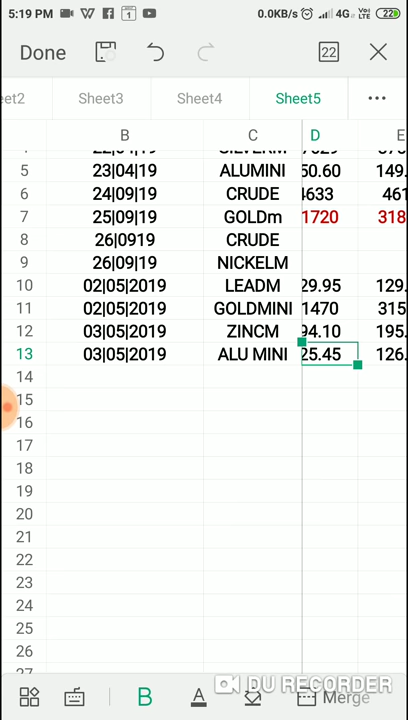 5:19 PM 0.0KB/s 4G VoLTE 22
Done 22
eet2 Sheet3 Sheet4 Sheet5 •••
B C D E
5 23|04|19 ALUMINI 50.60 149.
6 24|09|19 CRUDE 4633 461
7 25|09|19 GOLDm 1720 318
8 26|0919 CRUDE
9 26|09|19 NICKELM
10 02|05|2019 LEADM 29.95 129.
11 02|05|2019 GOLDMINI 1470 315
12 03|05|2019 ZINCM 94.10 195.
13 03|05|2019 ALU MINI 25.45 126.
14
15
16
17
18
19
20
21
22
23
24
25
26
27
DU RECORDER
B A Merge